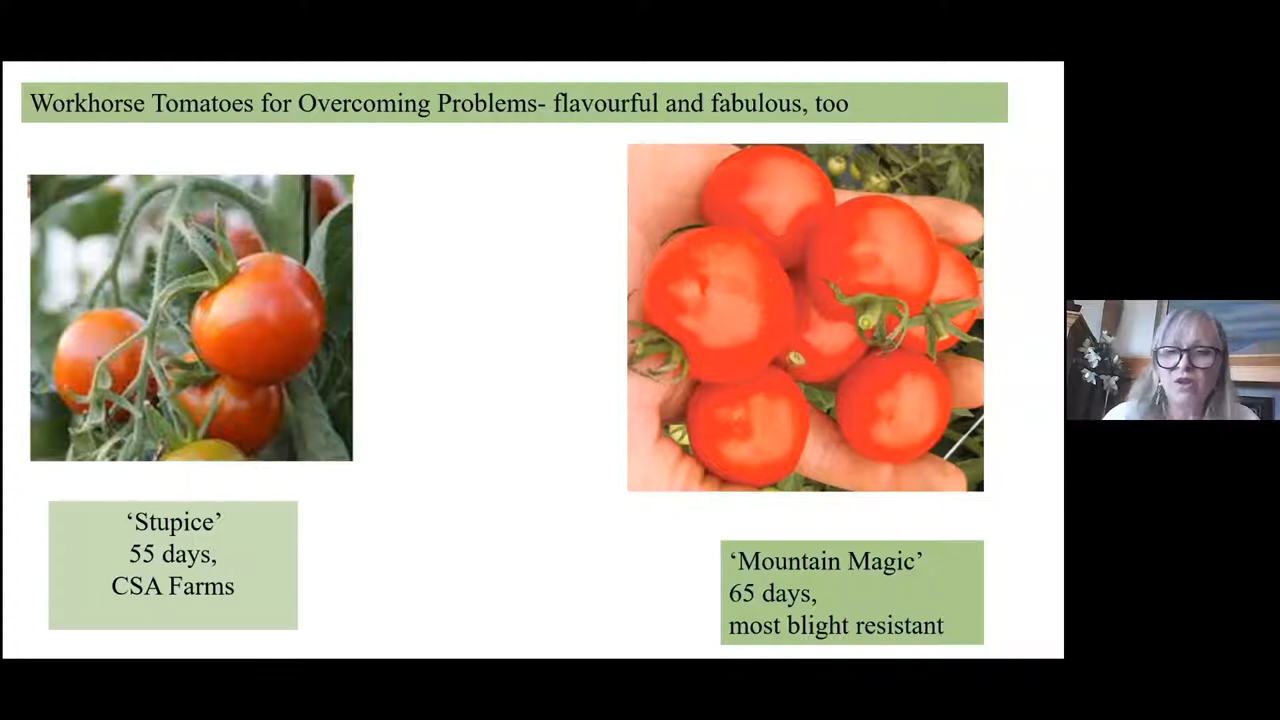 Workhorse Tomatoes for Overcoming Problems- flavourful and fabulous, too
‘Stupice’
55 days,
CSA Farms
‘Mountain Magic’
65 days,
most blight resistant